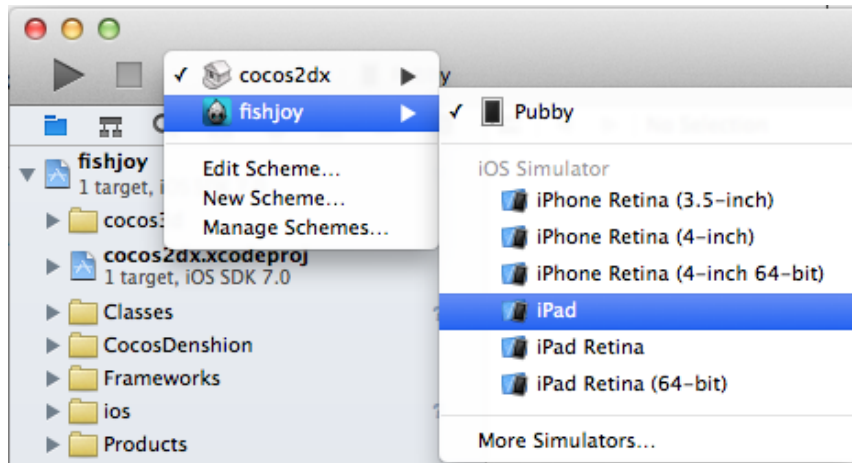 cocos2dx
fishjoy
Edit Scheme...
New Scheme...
Manage Schemes...
Pubby
iOS Simulator
iPhone Retina (3.5-inch)
iPhone Retina (4-inch)
iPhone Retina (4-inch 64-bit)
iPad
iPad Retina
iPad Retina (64-bit)
More Simulators...
fishjoy
1 target, i
cocos
cocos2dx.xcodeproj
1 target, iOS SDK 7.0
Classes
CocosDenshion
Frameworks
ios
Products